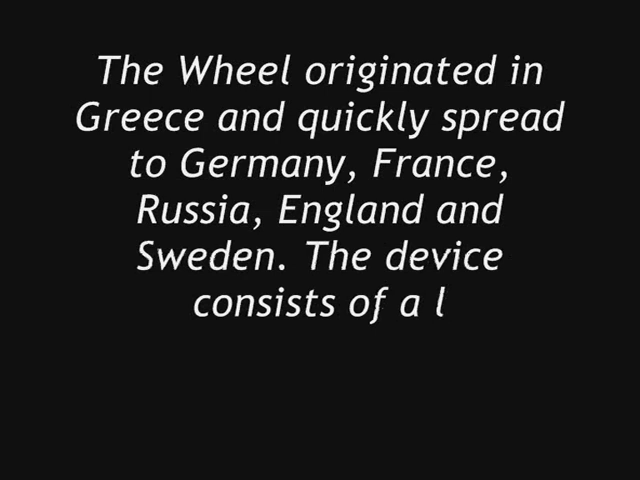 The Wheel originated in
Greece and quickly spread
to Germany, France,
Russia, England and
Sweden. The device
consists of a l